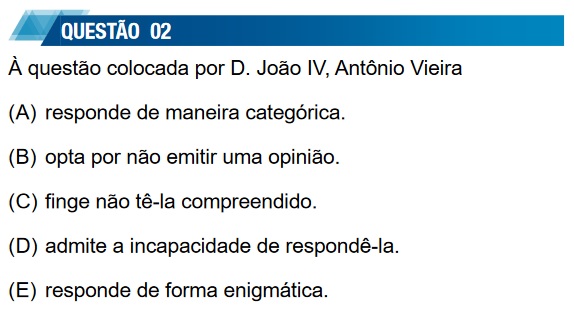 QUESTÃO 02
À questão colocada por D. João IV, Antônio Vieira
(A) responde de maneira categórica.
(B) opta por não emitir uma opinião.
(C) finge não tê-la compreendido.
(D) admite a incapacidade de respondê-la.
(E) responde de forma enigmática.